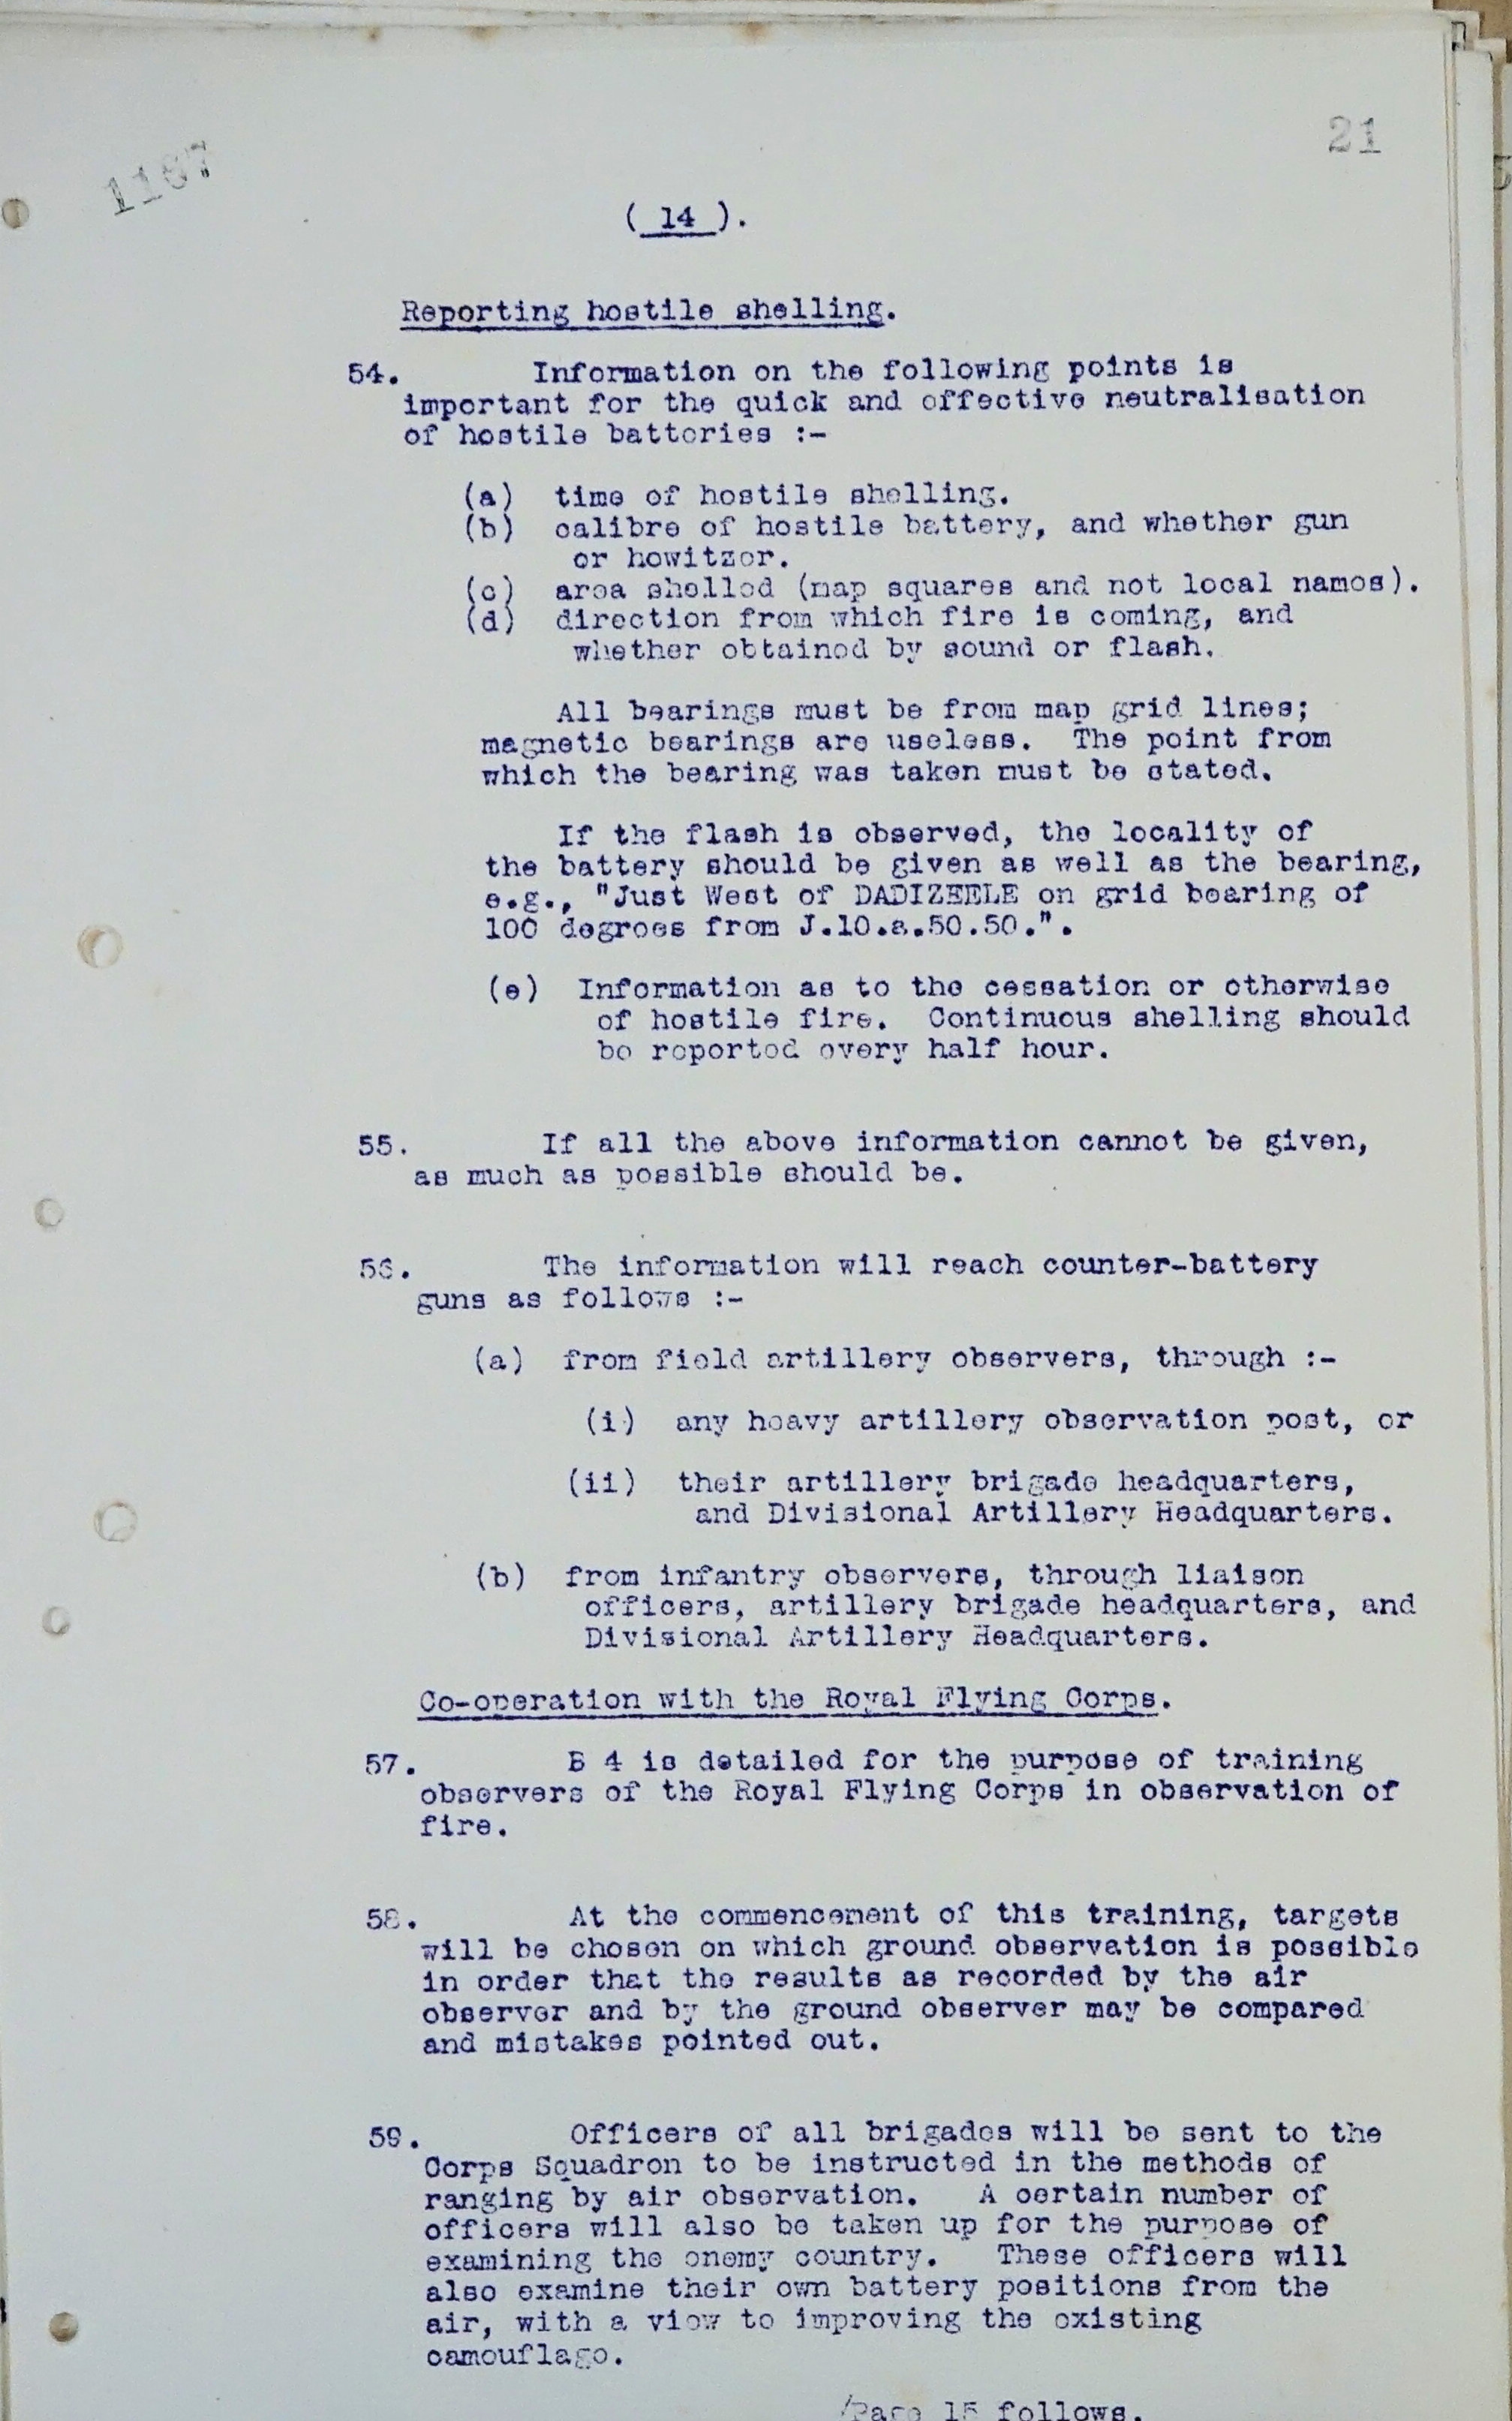 21
1167
( 14 ).
Reporting hostile shelling.
54. Information on the following points is
important for the quick and effective neutralisation
of hostile batteries :-
(a) time of hostile shelling.
(b) calibre of hostile battery, and whether gun
or howitzer.
(c) area shelled (map squares and not local names).
(d) direction from which fire is coming, and
whether obtained by sound or flash.
All bearings must be from map grid lines;
magnetic bearings are useless. The point from
which the bearing was taken must be stated.
If the flash is observed, the locality of
the battery should be given as well as the bearing,
e.g., "Just West of DADIZEELE on grid bearing of
100 degrees from J.10.a.50.50.".
(e) Information as to the cessation or otherwise
of hostile fire. Continuous shelling should
be reported every half hour.
55. If all the above information cannot be given,
as much as possible should be.
56. The information will reach counter-battery
guns as follows :-
(a) from field artillery observers, through :-
(i) any heavy artillery observation post, or
(ii) their artillery brigade headquarters,
and Divisional Artillery Headquarters.
(b) from infantry observers, through liaison
officers, artillery brigade headquarters, and
Divisional Artillery Headquarters.
Co-operation with the Royal Flying Corps.
57. B 4 is detailed for the purpose of training
observers of the Royal Flying Corps in observation of
fire.
58. At the commencement of this training, targets
will be chosen on which ground observation is possible
in order that the results as recorded by the air
observer and by the ground observer may be compared
and mistakes pointed out.
59. Officers of all brigades will be sent to the
Corps Squadron to be instructed in the methods of
ranging by air observation. A certain number of
officers will also be taken up for the purpose of
examining the enemy country. These officers will
also examine their own battery positions from the
air, with a view to improving the existing
camouflage.
/Page 15 follows.